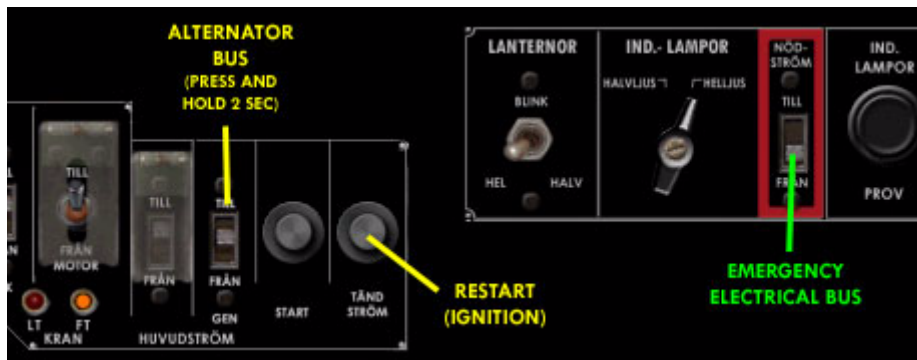 ALTERNATOR
BUS
(PRESS AND
HOLD 2 SEC)
LANTERNOR
BLINK
HEL
HALV
IND.- LAMPOR
HALVLJUS
HELLJUS
NÖD-
STRÖM
TILL
FRÅN
IND.
LAMPOR
PROV
TILL
FRÅN
MOTOR
LT
FT
KRAN
TILL
FRÅN
HUVUDSTRÖM
TILL
FRÅN
GEN
START
TÄND
STRÖM
RESTART
(IGNITION)
EMERGENCY
ELECTRICAL BUS